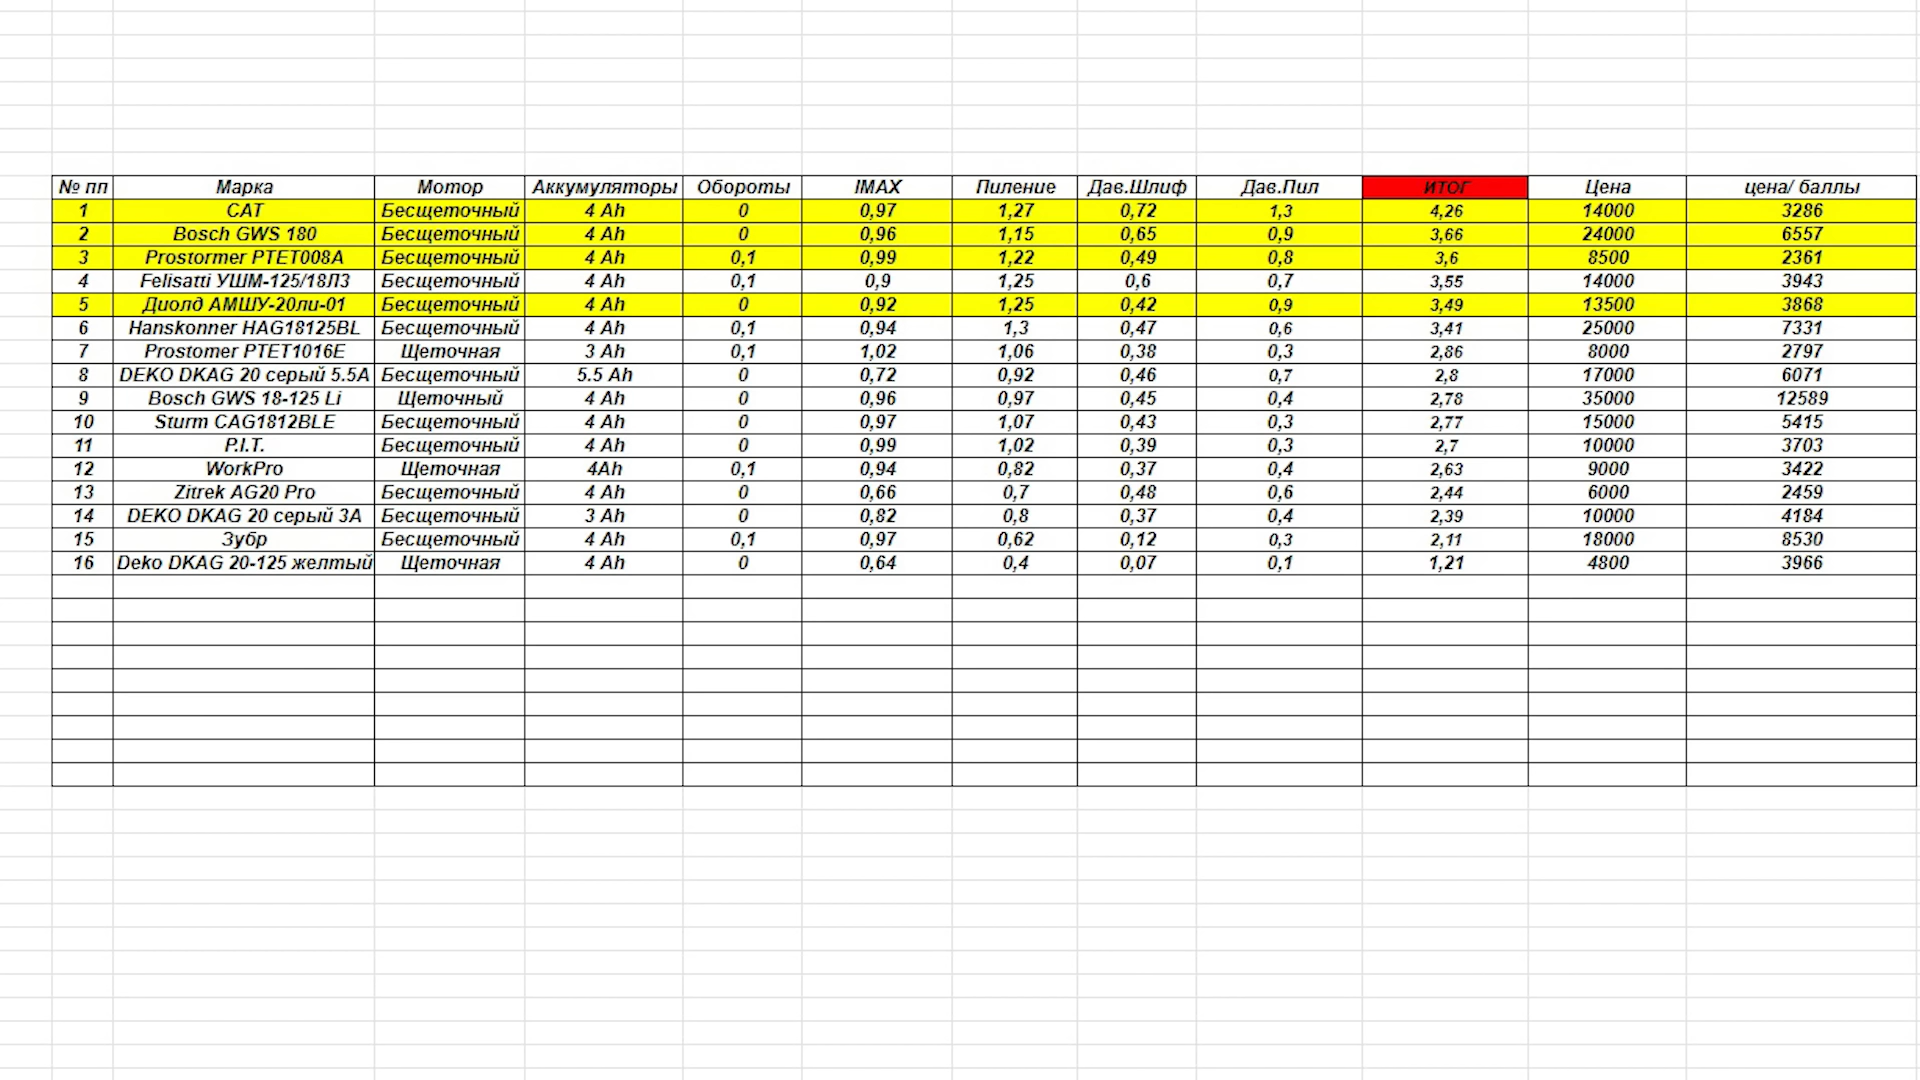 № пп Марка Мотор Аккумуляторы Обороты IMAX Пиление Дав.Шлиф Дав.Пил ИТОГ Цена цена/ баллы
1 CAT Бесщеточный 4 Ah 0 0,97 1,27 0,72 1,3 4,26 14000 3286
2 Bosch GWS 180 Бесщеточный 4 Ah 0 0,96 1,15 0,65 0,9 3,66 24000 6557
3 Prostormer PTET008A Бесщеточный 4 Ah 0,1 0,99 1,22 0,49 0,8 3,6 8500 2361
4 Felisatti УШМ-125/18Л3 Бесщеточный 4 Ah 0,1 0,9 1,25 0,6 0,7 3,55 14000 3943
5 Диолд АМШУ-20ли-01 Бесщеточный 4 Ah 0 0,92 1,25 0,42 0,9 3,49 13500 3868
6 Hanskonner HAG18125BL Бесщеточный 4 Ah 0,1 0,94 1,3 0,47 0,6 3,41 25000 7331
7 Prostomer PTET1016E Щеточная 3 Ah 0,1 1,02 1,06 0,38 0,3 2,86 8000 2797
8 DEKO DKAG 20 серый 5.5A Бесщеточный 5.5 Ah 0 0,72 0,92 0,46 0,7 2,8 17000 6071
9 Bosch GWS 18-125 Li Щеточный 4 Ah 0 0,96 0,97 0,45 0,4 2,78 35000 12589
10 Sturm CAG1812BLE Бесщеточный 4 Ah 0 0,97 1,07 0,43 0,3 2,77 15000 5415
11 P.I.T. Бесщеточный 4 Ah 0 0,99 1,02 0,39 0,3 2,7 10000 3703
12 WorkPro Щеточная 4Ah 0,1 0,94 0,82 0,37 0,4 2,63 9000 3422
13 Zitrek AG20 Pro Бесщеточный 4 Ah 0 0,66 0,7 0,48 0,6 2,44 6000 2459
14 DEKO DKAG 20 серый 3A Бесщеточный 3 Ah 0 0,82 0,8 0,37 0,4 2,39 10000 4184
15 Зубр Бесщеточный 4 Ah 0,1 0,97 0,62 0,12 0,3 2,11 18000 8530
16 Deko DKAG 20-125 желтый Щеточная 4 Ah 0 0,64 0,4 0,07 0,1 1,21 4800 3966